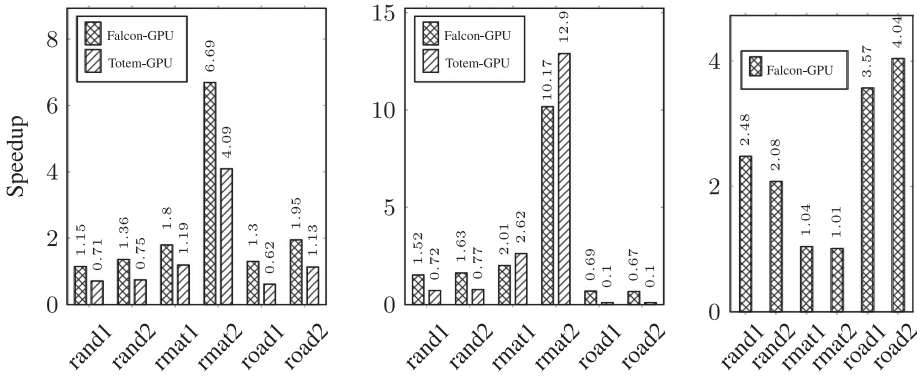 Speedup
8
6
4
2
0
Falcon-GPU
Totem-GPU
1.15
0.71
1.36
0.75
1.8
1.19
6.69
4.09
1.3
0.62
1.95
1.13
rand1
rand2
rmat1
rmat2
road1
road2
15
10
5
0
Falcon-GPU
Totem-GPU
1.52
0.72
1.63
0.77
2.01
2.62
10.17
12.9
0.69
0.1
0.67
0.1
rand1
rand2
rmat1
rmat2
road1
road2
4
2
0
Falcon-GPU
2.48
2.08
1.04
1.01
3.57
4.04
rand1
rand2
rmat1
rmat2
road1
road2